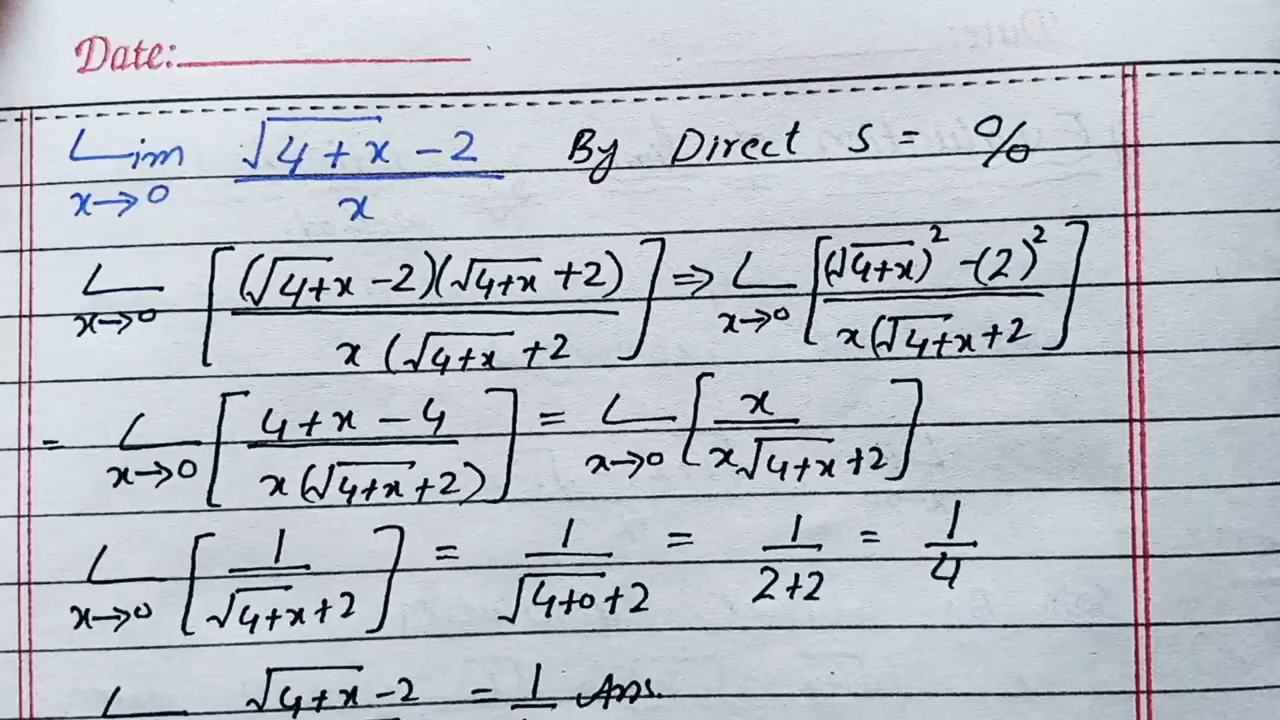 Date:
Lim x→0 (√4+x - 2)/x By Direct S = 0/0
L x→0 [(√4+x - 2)(√4+x + 2)/x(√4+x + 2] ⇒ L x→0 [(√4+x)² - (2)²/x(√4+x + 2]
= L x→0 [4+x-4/x(√4+x + 2)] = L x→0 [x/x√4+x + 2]
L x→0 [1/√4+x + 2] = 1/√4+0 + 2 = 1/2+2 = 1/4
L √4+x - 2 = 1 Ans.